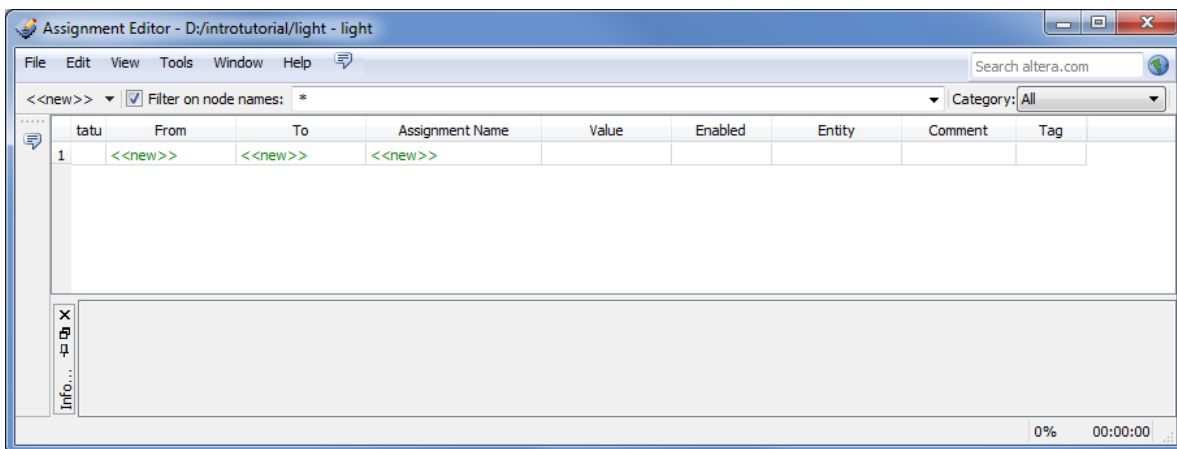 Assignment Editor - D:/introtutorial/light - light
File Edit View Tools Window Help Search altera.com
<<new>> Filter on node names: * Category: All
tatu From To Assignment Name Value Enabled Entity Comment Tag
1 <<new>> <<new>> <<new>>
Info...
0% 00:00:00